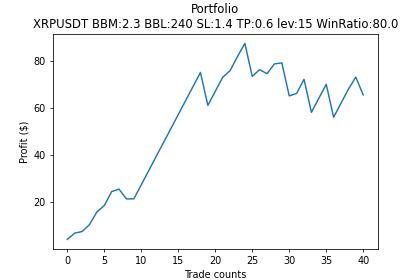 Portfolio
XRPUSDT BBM:2.3 BBL:240 SL:1.4 TP:0.6 lev:15 WinRatio:80.0
80
60
40
20
Profit ($)
0 5 10 15 20 25 30 35 40
Trade counts